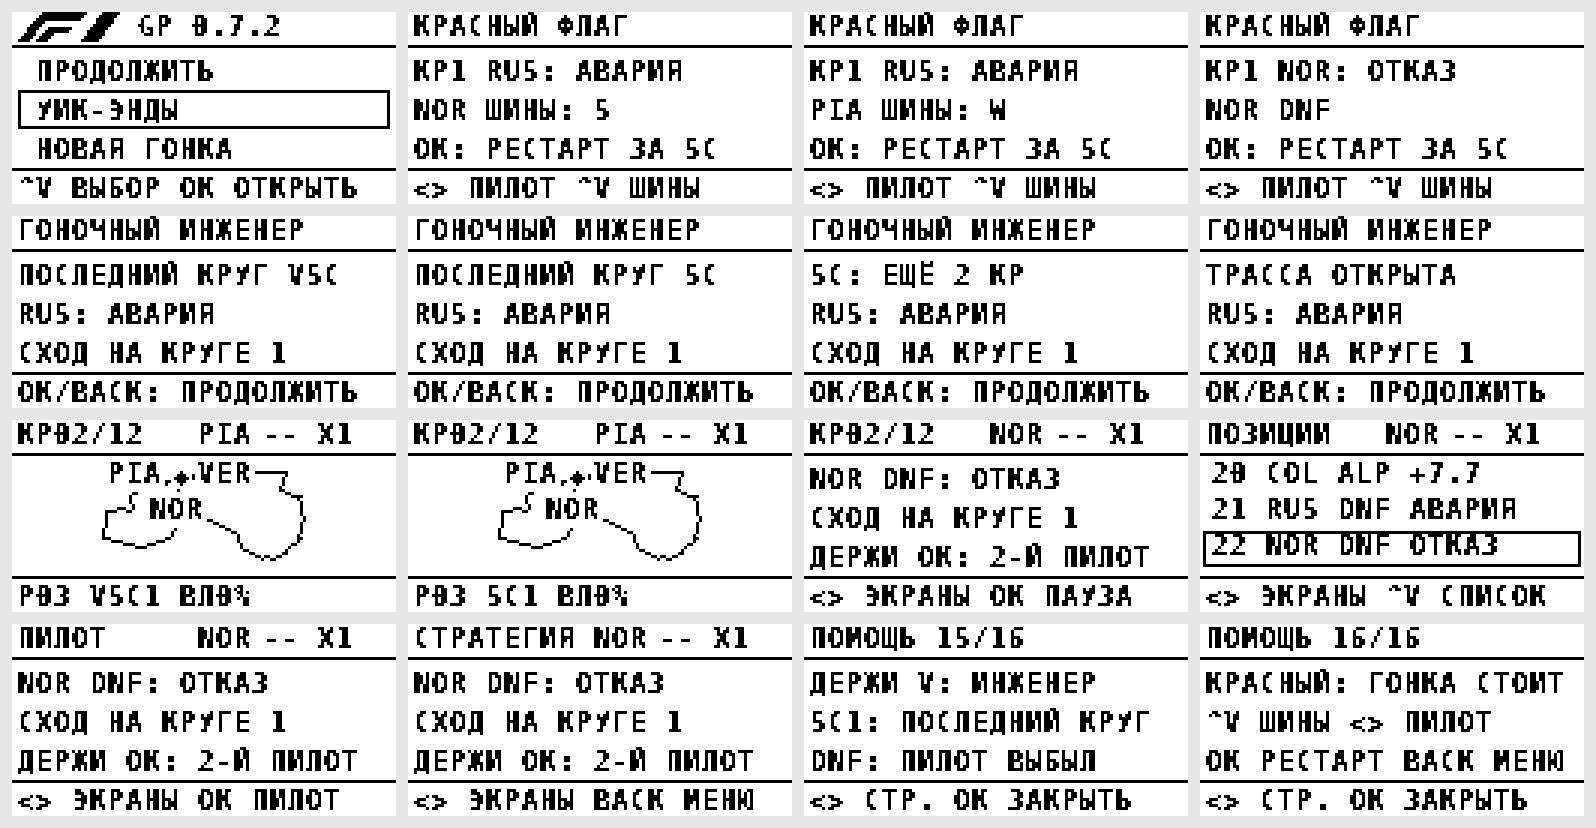 F1 GP 0.7.2
ПРОДОЛЖИТЬ
УИК-ЭНДЫ
НОВАЯ ГОНКА
^V ВЫБОР ОК ОТКРЫТЬ
КРАСНЫЙ ФЛАГ
КР1 RUS: АВАРИЯ
NOR ШИНЫ: S
ОК: РЕСТАРТ ЗА SC
<> ПИЛОТ ^V ШИНЫ
КРАСНЫЙ ФЛАГ
КР1 RUS: АВАРИЯ
PIA ШИНЫ: W
ОК: РЕСТАРТ ЗА SC
<> ПИЛОТ ^V ШИНЫ
КРАСНЫЙ ФЛАГ
КР1 NOR: ОТКАЗ
NOR DNF
ОК: РЕСТАРТ ЗА SC
<> ПИЛОТ ^V ШИНЫ
ГОНОЧНЫЙ ИНЖЕНЕР
ПОСЛЕДНИЙ КРУГ VSC
RUS: АВАРИЯ
СХОД НА КРУГЕ 1
OK/BACK: ПРОДОЛЖИТЬ
ГОНОЧНЫЙ ИНЖЕНЕР
ПОСЛЕДНИЙ КРУГ SC
RUS: АВАРИЯ
СХОД НА КРУГЕ 1
OK/BACK: ПРОДОЛЖИТЬ
ГОНОЧНЫЙ ИНЖЕНЕР
SC: ЕЩЁ 2 КР
RUS: АВАРИЯ
СХОД НА КРУГЕ 1
OK/BACK: ПРОДОЛЖИТЬ
ГОНОЧНЫЙ ИНЖЕНЕР
ТРАССА ОТКРЫТА
RUS: АВАРИЯ
СХОД НА КРУГЕ 1
OK/BACK: ПРОДОЛЖИТЬ
КР02/12 PIA -- X1
PIA VER
NOR
P03 VSC1 ВЛ0%
КР02/12 PIA -- X1
PIA VER
NOR
P03 SC1 ВЛ0%
КР02/12 NOR -- X1
NOR DNF: ОТКАЗ
СХОД НА КРУГЕ 1
ДЕРЖИ ОК: 2-Й ПИЛОТ
<> ЭКРАНЫ ОК ПАУЗА
ПОЗИЦИИ NOR -- X1
20 COL ALP +7.7
21 RUS DNF АВАРИЯ
22 NOR DNF ОТКАЗ
<> ЭКРАНЫ ^V СПИСОК
ПИЛОТ NOR -- X1
NOR DNF: ОТКАЗ
СХОД НА КРУГЕ 1
ДЕРЖИ ОК: 2-Й ПИЛОТ
<> ЭКРАНЫ ОК ПИЛОТ
СТРАТЕГИЯ NOR -- X1
NOR DNF: ОТКАЗ
СХОД НА КРУГЕ 1
ДЕРЖИ ОК: 2-Й ПИЛОТ
<> ЭКРАНЫ BACK МЕНЮ
ПОМОЩЬ 15/16
ДЕРЖИ V: ИНЖЕНЕР
SC1: ПОСЛЕДНИЙ КРУГ
DNF: ПИЛОТ ВЫБЫЛ
<> СТР. ОК ЗАКРЫТЬ
ПОМОЩЬ 16/16
КРАСНЫЙ: ГОНКА СТОИТ
^V ШИНЫ <> ПИЛОТ
ОК РЕСТАРТ BACK МЕНЮ
<> СТР. ОК ЗАКРЫТЬ